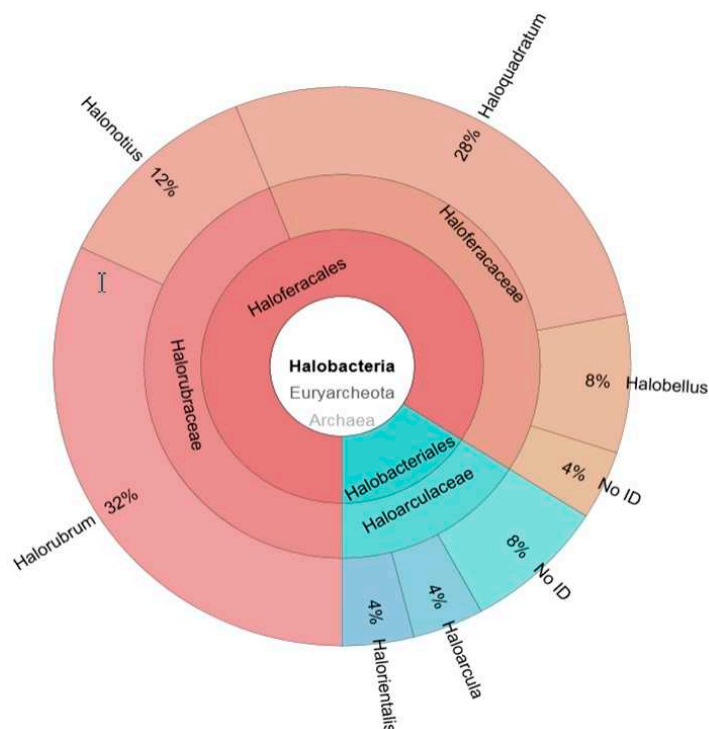 Haloquadratum
28%
Halonotius
12%
Haloferacaceae
Haloferacales
Halorubraceae
Halobacteria
Euryarcheota
Archaea
8% Halobellus
4% No ID
Halobacteriales
Haloarculaceae
8% No ID
4% Haloarcula
4% Halorientalis
Halorubrum 32%